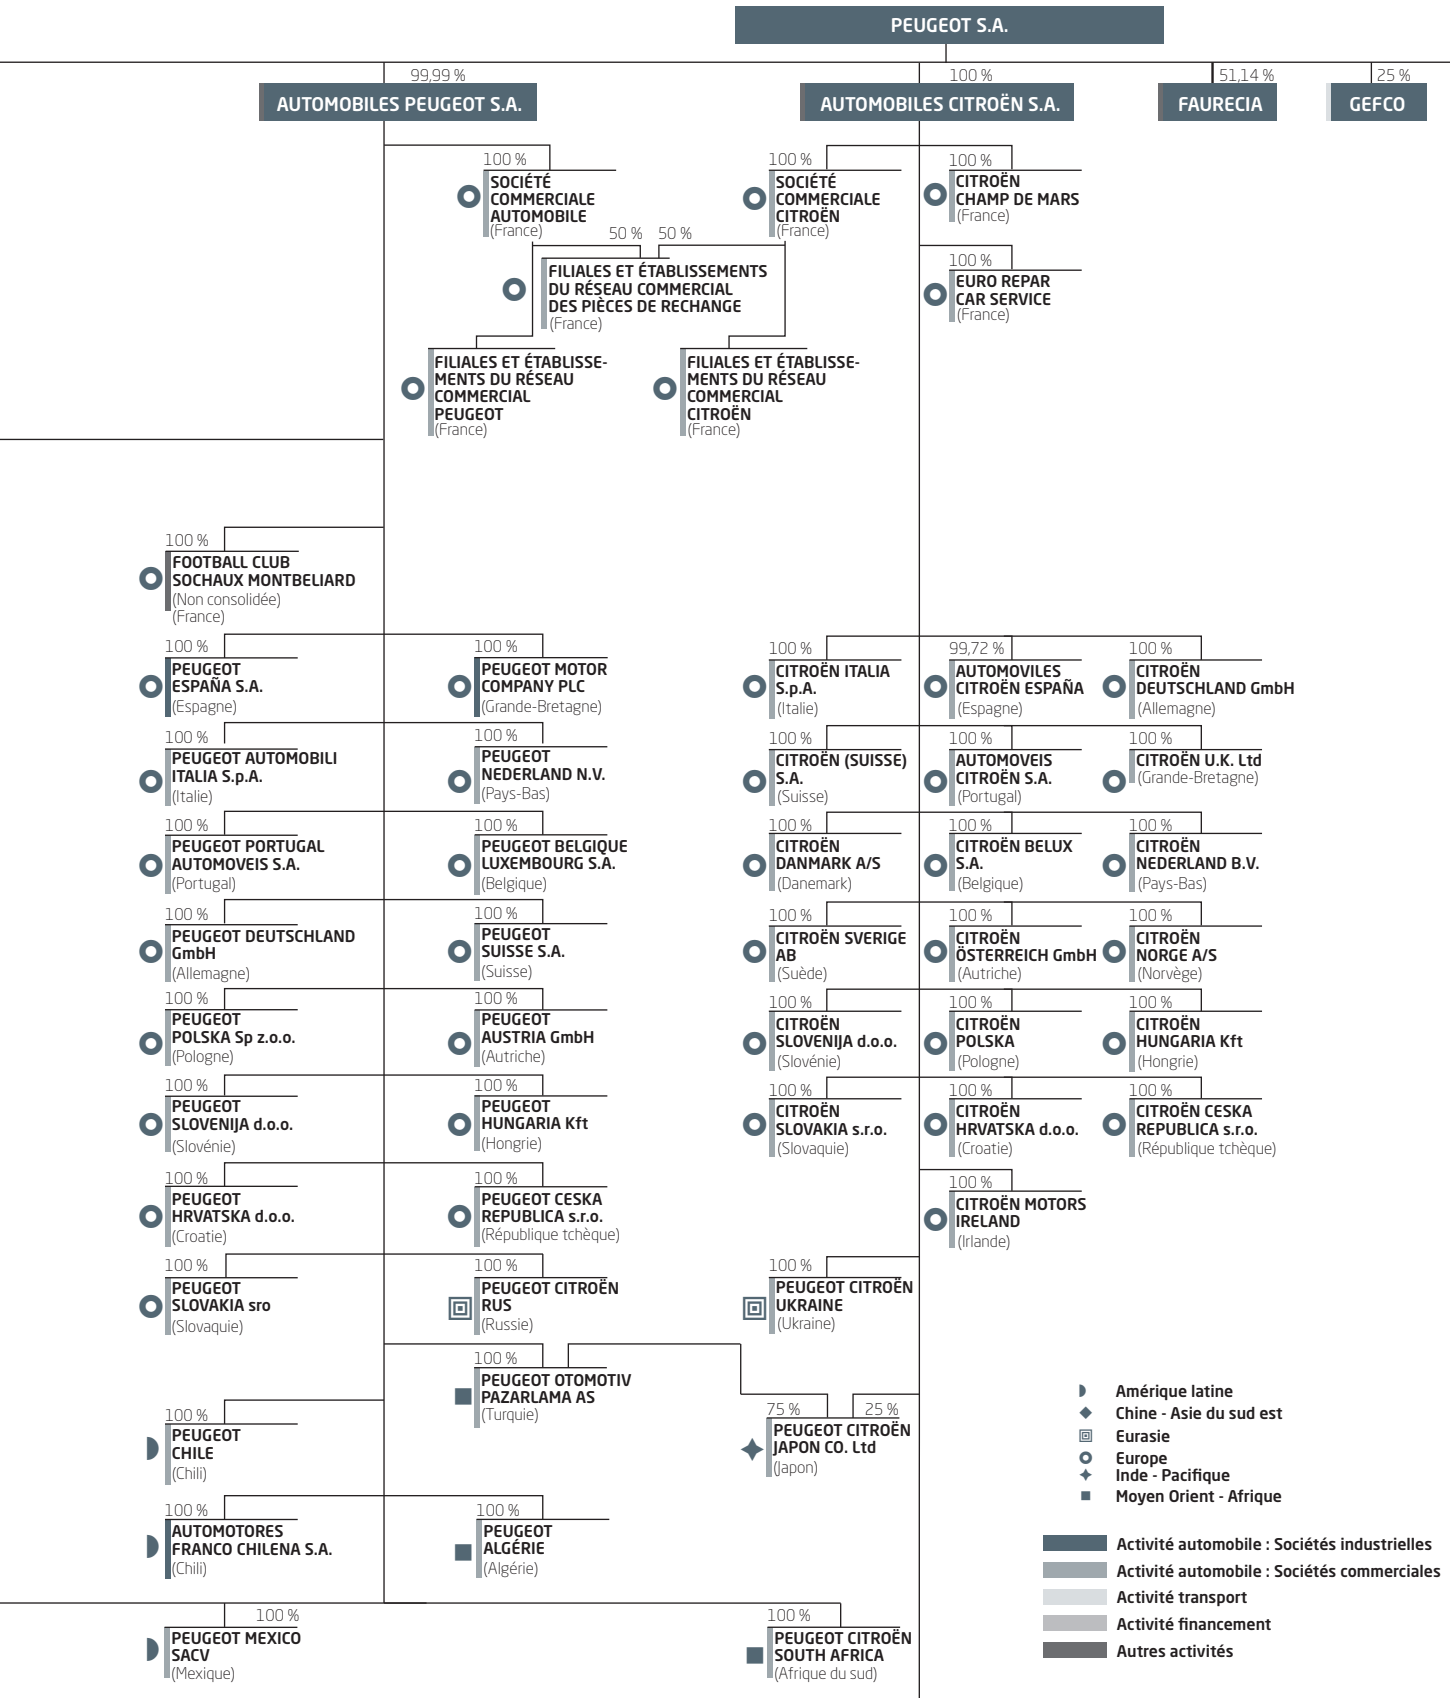 PEUGEOT S.A.
99,99 %
AUTOMOBILES PEUGEOT S.A.
100 %
AUTOMOBILES CITROËN S.A.
51,14 %
FAURECIA
25 %
GEFCO
100 %
SOCIÉTÉ
COMMERCIALE
AUTOMOBILE
(France)
100 %
SOCIÉTÉ
COMMERCIALE
CITROËN
(France)
100 %
CITROËN
CHAMP DE MARS
(France)
50 %
50 %
FILIALES ET ÉTABLISSEMENTS
DU RÉSEAU COMMERCIAL
DES PIÈCES DE RECHANGE
(France)
100 %
EURO REPAR
CAR SERVICE
(France)
FILIALES ET ÉTABLISSE-
MENTS DU RÉSEAU
COMMERCIAL
PEUGEOT
(France)
FILIALES ET ÉTABLISSE-
MENTS DU RÉSEAU
COMMERCIAL
CITROËN
(France)
100 %
FOOTBALL CLUB
SOCHAUX MONTBELIARD
(Non consolidée)
(France)
100 %
PEUGEOT
ESPAÑA S.A.
(Espagne)
100 %
PEUGEOT MOTOR
COMPANY PLC
(Grande-Bretagne)
100 %
CITROËN ITALIA
S.p.A.
(Italie)
99,72 %
AUTOMOVILES
CITROËN ESPAÑA
(Espagne)
100 %
CITROËN
DEUTSCHLAND GmbH
(Allemagne)
100 %
PEUGEOT AUTOMOBILI
ITALIA S.p.A.
(Italie)
100 %
PEUGEOT
NEDERLAND N.V.
(Pays-Bas)
100 %
CITROËN (SUISSE)
S.A.
(Suisse)
100 %
AUTOMOVEIS
CITROËN S.A.
(Portugal)
100 %
CITROËN U.K. Ltd
(Grande-Bretagne)
100 %
PEUGEOT PORTUGAL
AUTOMOVEIS S.A.
(Portugal)
100 %
PEUGEOT BELGIQUE
LUXEMBOURG S.A.
(Belgique)
100 %
CITROËN
DANMARK A/S
(Danemark)
100 %
CITROËN BELUX
S.A.
(Belgique)
100 %
CITROËN
NEDERLAND B.V.
(Pays-Bas)
100 %
PEUGEOT DEUTSCHLAND
GmbH
(Allemagne)
100 %
PEUGEOT
SUISSE S.A.
(Suisse)
100 %
CITROËN SVERIGE
AB
(Suède)
100 %
CITROËN
ÖSTERREICH GmbH
(Autriche)
100 %
CITROËN
NORGE A/S
(Norvège)
100 %
PEUGEOT
POLSKA Sp z.o.o.
(Pologne)
100 %
PEUGEOT
AUSTRIA GmbH
(Autriche)
100 %
CITROËN
SLOVENIJA d.o.o.
(Slovénie)
100 %
CITROËN
POLSKA
(Pologne)
100 %
CITROËN
HUNGARIA Kft
(Hongrie)
100 %
PEUGEOT
SLOVENIJA d.o.o.
(Slovénie)
100 %
PEUGEOT
HUNGARIA Kft
(Hongrie)
100 %
CITROËN
SLOVAKIA s.r.o.
(Slovaquie)
100 %
CITROËN
HRVATSKA d.o.o.
(Croatie)
100 %
CITROËN CESKA
REPUBLICA s.r.o.
(République tchèque)
100 %
PEUGEOT
HRVATSKA d.o.o.
(Croatie)
100 %
PEUGEOT CESKA
REPUBLICA s.r.o.
(République tchèque)
100 %
CITROËN MOTORS
IRELAND
(Irlande)
100 %
PEUGEOT
SLOVAKIA sro
(Slovaquie)
100 %
PEUGEOT CITROËN
RUS
(Russie)
100 %
PEUGEOT CITROËN
UKRAINE
(Ukraine)
100 %
PEUGEOT OTOMOTIV
PAZARLAMA AS
(Turquie)
100 %
PEUGEOT
CHILE
(Chili)
75 %
25 %
PEUGEOT CITROËN
JAPON CO. Ltd
(Japon)
100 %
AUTOMOTORES
FRANCO CHILENA S.A.
(Chili)
100 %
PEUGEOT
ALGÉRIE
(Algérie)
100 %
PEUGEOT MEXICO
SACV
(Mexique)
100 %
PEUGEOT CITROËN
SOUTH AFRICA
(Afrique du sud)
Amérique latine
Chine - Asie du sud est
Eurasie
Europe
Inde - Pacifique
Moyen Orient - Afrique
Activité automobile : Sociétés industrielles
Activité automobile : Sociétés commerciales
Activité transport
Activité financement
Autres activités